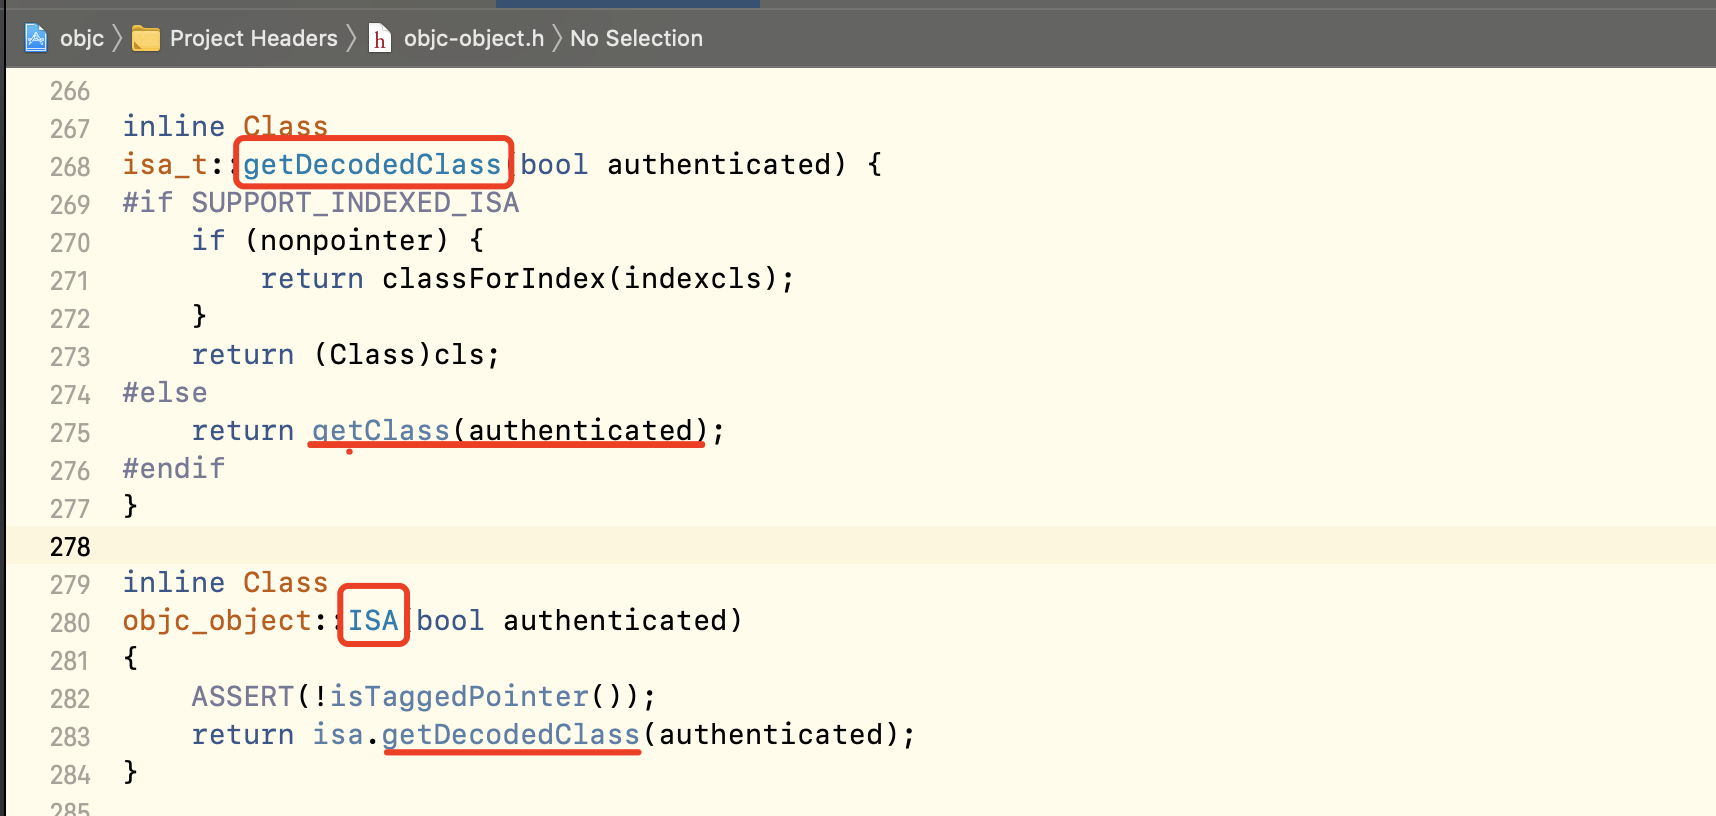 objc 〉 Project Headers 〉 h objc-object.h 〉 No Selection
266
267 inline Class
268 isa_t::getDecodedClass(bool authenticated) {
269 #if SUPPORT_INDEXED_ISA
270     if (nonpointer) {
271         return classForIndex(indexcls);
272     }
273     return (Class)cls;
274 #else
275     return getClass(authenticated);
276 #endif
277 }
278
279 inline Class
280 objc_object::ISA(bool authenticated)
281 {
282     ASSERT(!isTaggedPointer());
283     return isa.getDecodedClass(authenticated);
284 }
285